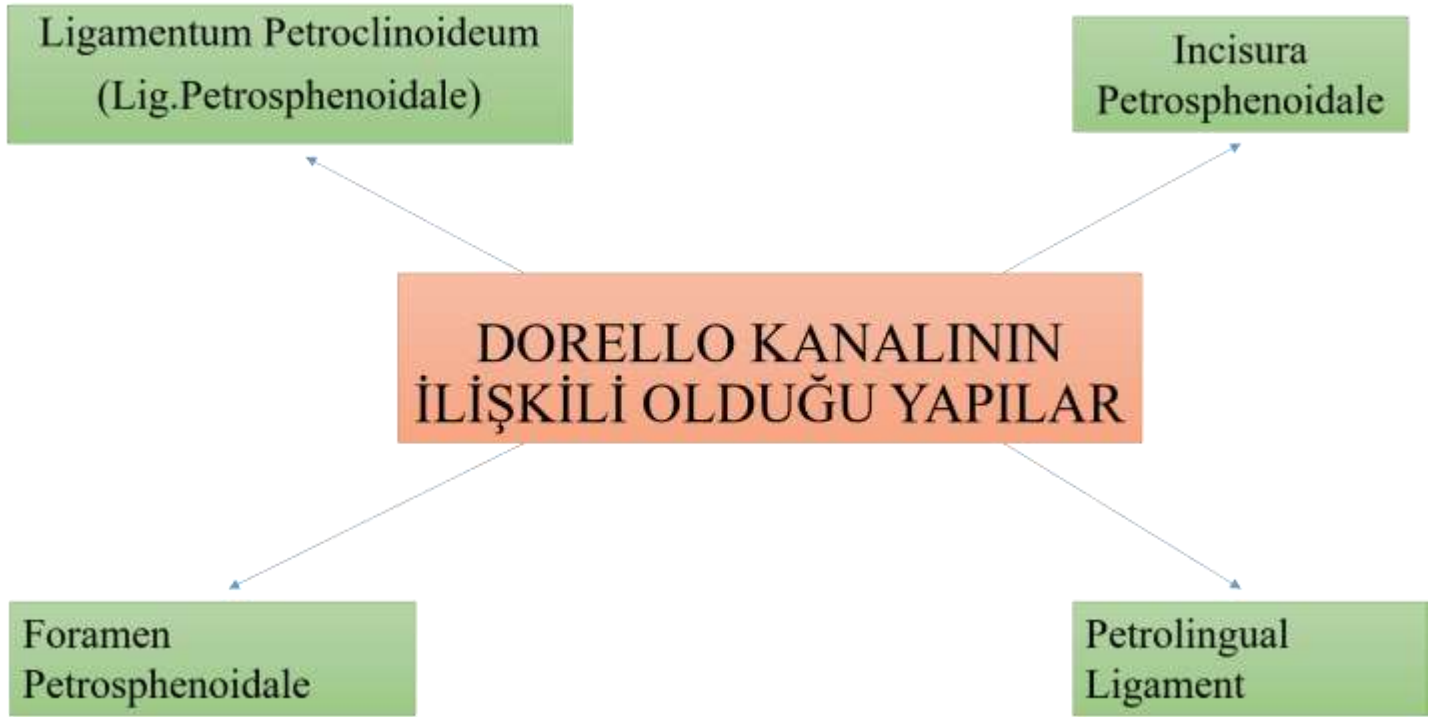 Ligamentum Petroclinoideum
(Lig.Petrosphenoidale)
Incisura
Petrosphenoidale
DORELLO KANALININ
İLİŞKİLİ OLDUĞU YAPILAR
Foramen
Petrosphenoidale
Petrolingual
Ligament